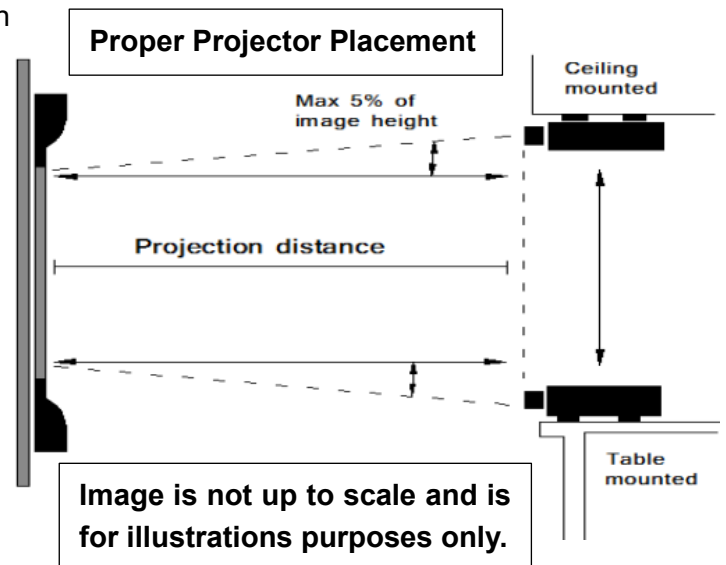 n
Proper Projector Placement
Ceiling
mounted
Max 5% of
image height
Projection distance
Table
mounted
Image is not up to scale and is
for illustrations purposes only.